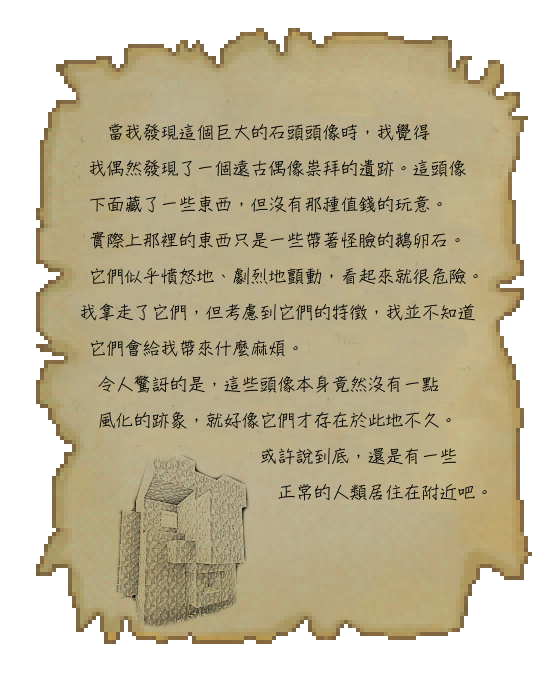 當我發現這個巨大的石頭頭像時，我覺得
我偶然發現了一個遠古偶像崇拜的遺跡。這頭像
下面藏了一些東西，但沒有那種值錢的玩意。
實際上那裡的東西只是一些帶著怪臉的鵝卵石。
它們似乎憤怒地、劇烈地顫動，看起來就很危險。
我拿走了它們，但考慮到它們的特徵，我並不知道
它們會給我帶來什麼麻煩。
令人驚訝的是，這些頭像本身竟然沒有一點
風化的跡象，就好像它們才存在於此地不久。
或許說到底，還是有一些
正常的人類居住在附近吧。